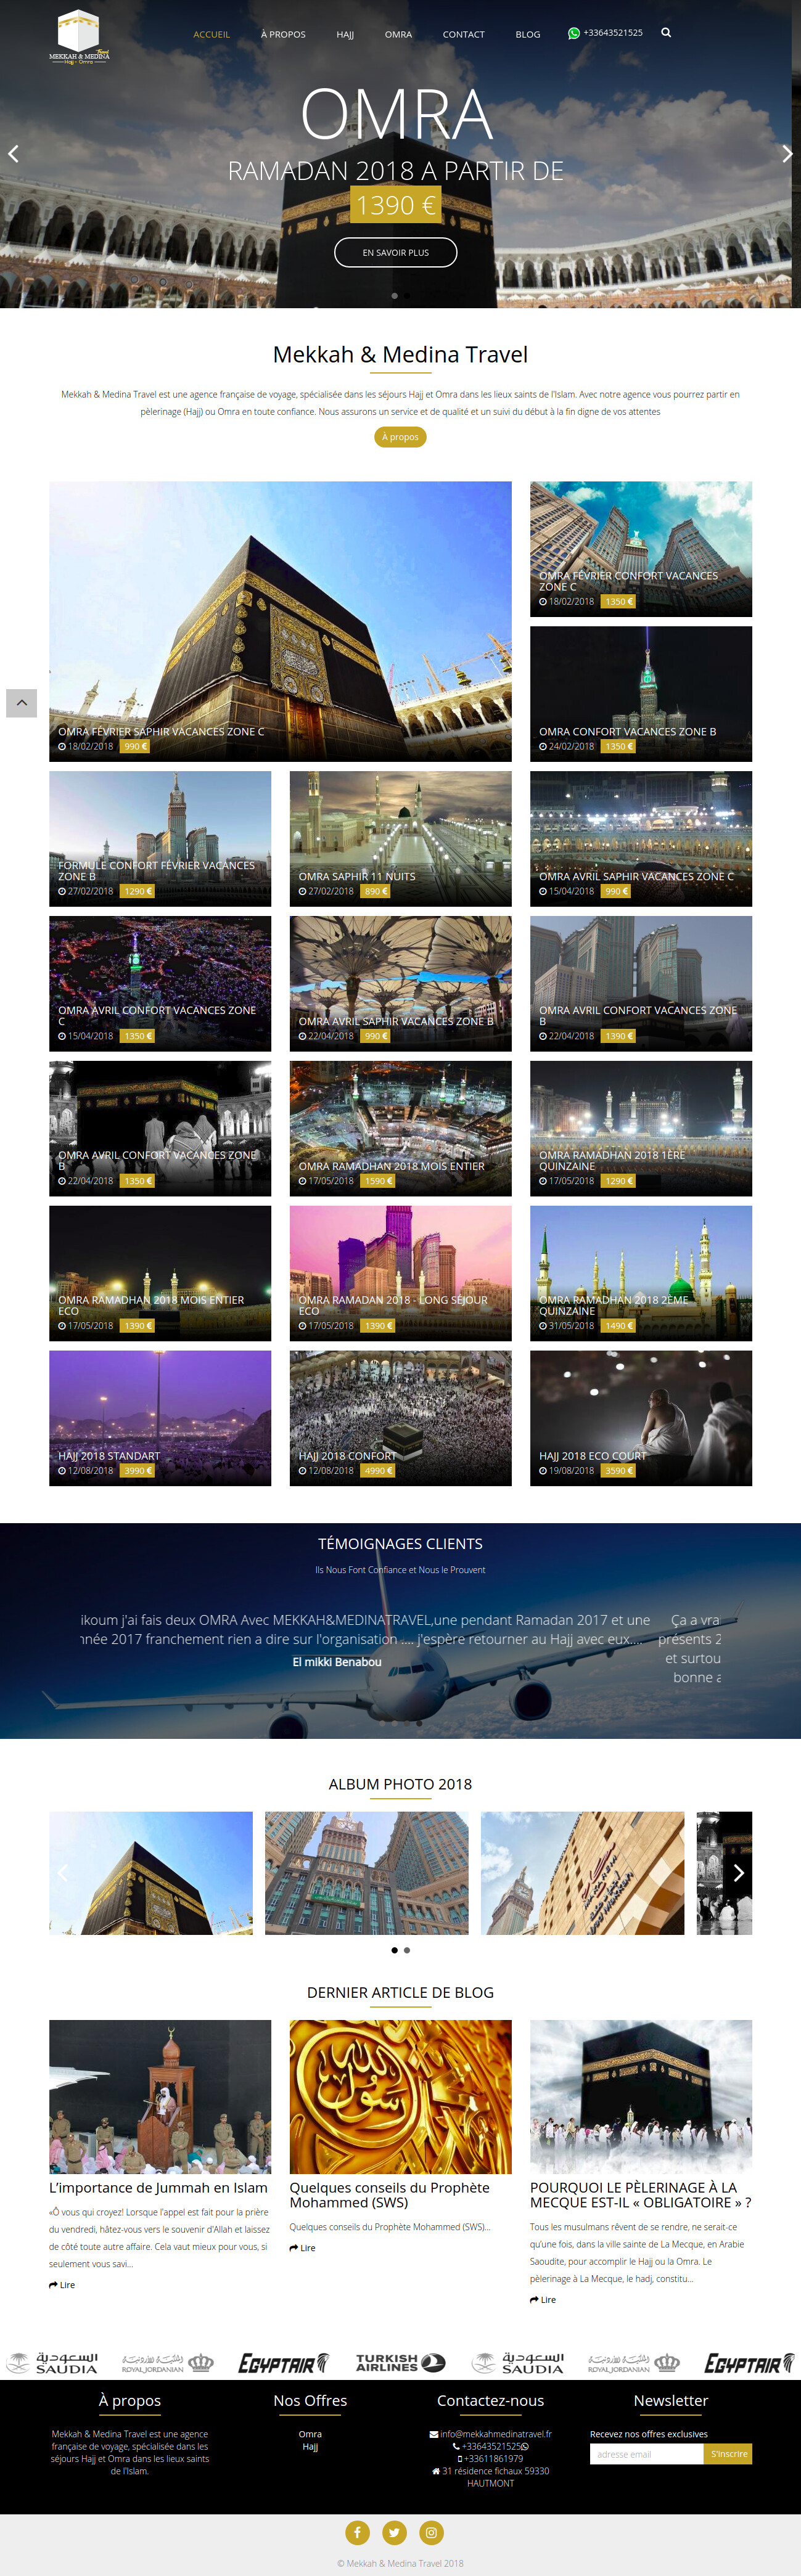 MEKKAH & MEDINA
Travel
Hajj - Omra
ACCUEIL
À PROPOS
HAJJ
OMRA
CONTACT
BLOG
+33643521525
OMRA
RAMADAN 2018 A PARTIR DE
1390 €
EN SAVOIR PLUS
Mekkah & Medina Travel
Mekkah & Medina Travel est une agence française de voyage, spécialisée dans les séjours Hajj et Omra dans les lieux saints de l'Islam. Avec notre agence vous pourrez partir en
pèlerinage (Hajj) ou Omra en toute confiance. Nous assurons un service et de qualité et un suivi du début à la fin digne de vos attentes
À propos
OMRA FÉVRIER SAPHIR VACANCES ZONE C
18/02/2018 990 €
OMRA FÉVRIER CONFORT VACANCES
ZONE C
18/02/2018 1350 €
OMRA CONFORT VACANCES ZONE B
24/02/2018 1350 €
FORMULE CONFORT FÉVRIER VACANCES
ZONE B
27/02/2018 1290 €
OMRA SAPHIR 11 NUITS
27/02/2018 890 €
OMRA AVRIL SAPHIR VACANCES ZONE C
15/04/2018 990 €
OMRA AVRIL CONFORT VACANCES ZONE
C
15/04/2018 1350 €
OMRA AVRIL SAPHIR VACANCES ZONE B
22/04/2018 990 €
OMRA AVRIL CONFORT VACANCES ZONE
B
22/04/2018 1390 €
OMRA AVRIL CONFORT VACANCES ZONE
B
22/04/2018 1350 €
OMRA RAMADHAN 2018 MOIS ENTIER
17/05/2018 1590 €
OMRA RAMADHAN 2018 1ÈRE
QUINZAINE
17/05/2018 1290 €
OMRA RAMADHAN 2018 MOIS ENTIER
ECO
17/05/2018 1390 €
OMRA RAMADAN 2018 - LONG SÉJOUR
ECO
17/05/2018 1390 €
OMRA RAMADHAN 2018 2ÈME
QUINZAINE
31/05/2018 1490 €
HAJJ 2018 STANDART
12/08/2018 3990 €
HAJJ 2018 CONFORT
12/08/2018 4990 €
HAJJ 2018 ECO COURT
19/08/2018 3590 €
TÉMOIGNAGES CLIENTS
Ils Nous Font Confiance et Nous le Prouvent
ikoum j'ai fais deux OMRA Avec MEKKAH&MEDINATRAVEL,une pendant Ramadan 2017 et une
nnée 2017 franchement rien a dire sur l'organisation .... j'espère retourner au Hajj avec eux....
El mikki Benabou
Ça a vrai
présents 2
et surtou
bonne a
ALBUM PHOTO 2018
DERNIER ARTICLE DE BLOG
L’importance de Jummah en Islam
«Ô vous qui croyez! Lorsque l'appel est fait pour la prière
du vendredi, hâtez-vous vers le souvenir d'Allah et laissez
de côté toute autre affaire. Cela vaut mieux pour vous, si
seulement vous savi...
Lire
Quelques conseils du Prophète
Mohammed (SWS)
Quelques conseils du Prophète Mohammed (SWS)...
Lire
POURQUOI LE PÈLERINAGE À LA
MECQUE EST-IL « OBLIGATOIRE » ?
Tous les musulmans rêvent de se rendre, ne serait-ce
qu’une fois, dans la ville sainte de La Mecque, en Arabie
Saoudite, pour accomplir le Hajj ou la Omra. Le
pèlerinage à La Mecque, le hadj, constitu...
Lire
السعودية
SAUDIA
ROYAL JORDANIAN
EGYPTAIR
TURKISH
AIRLINES
السعودية
SAUDIA
ROYAL JORDANIAN
EGYPTAIR
À propos
Mekkah & Medina Travel est une agence
française de voyage, spécialisée dans les
séjours Hajj et Omra dans les lieux saints
de l'Islam.
Nos Offres
Omra
Hajj
Contactez-nous
info@mekkahmedinatravel.fr
+33643521525
+33611861979
31 résidence fichaux 59330
HAUTMONT
Newsletter
Recevez nos offres exclusives
adresse email
S'inscrire
© Mekkah & Medina Travel 2018